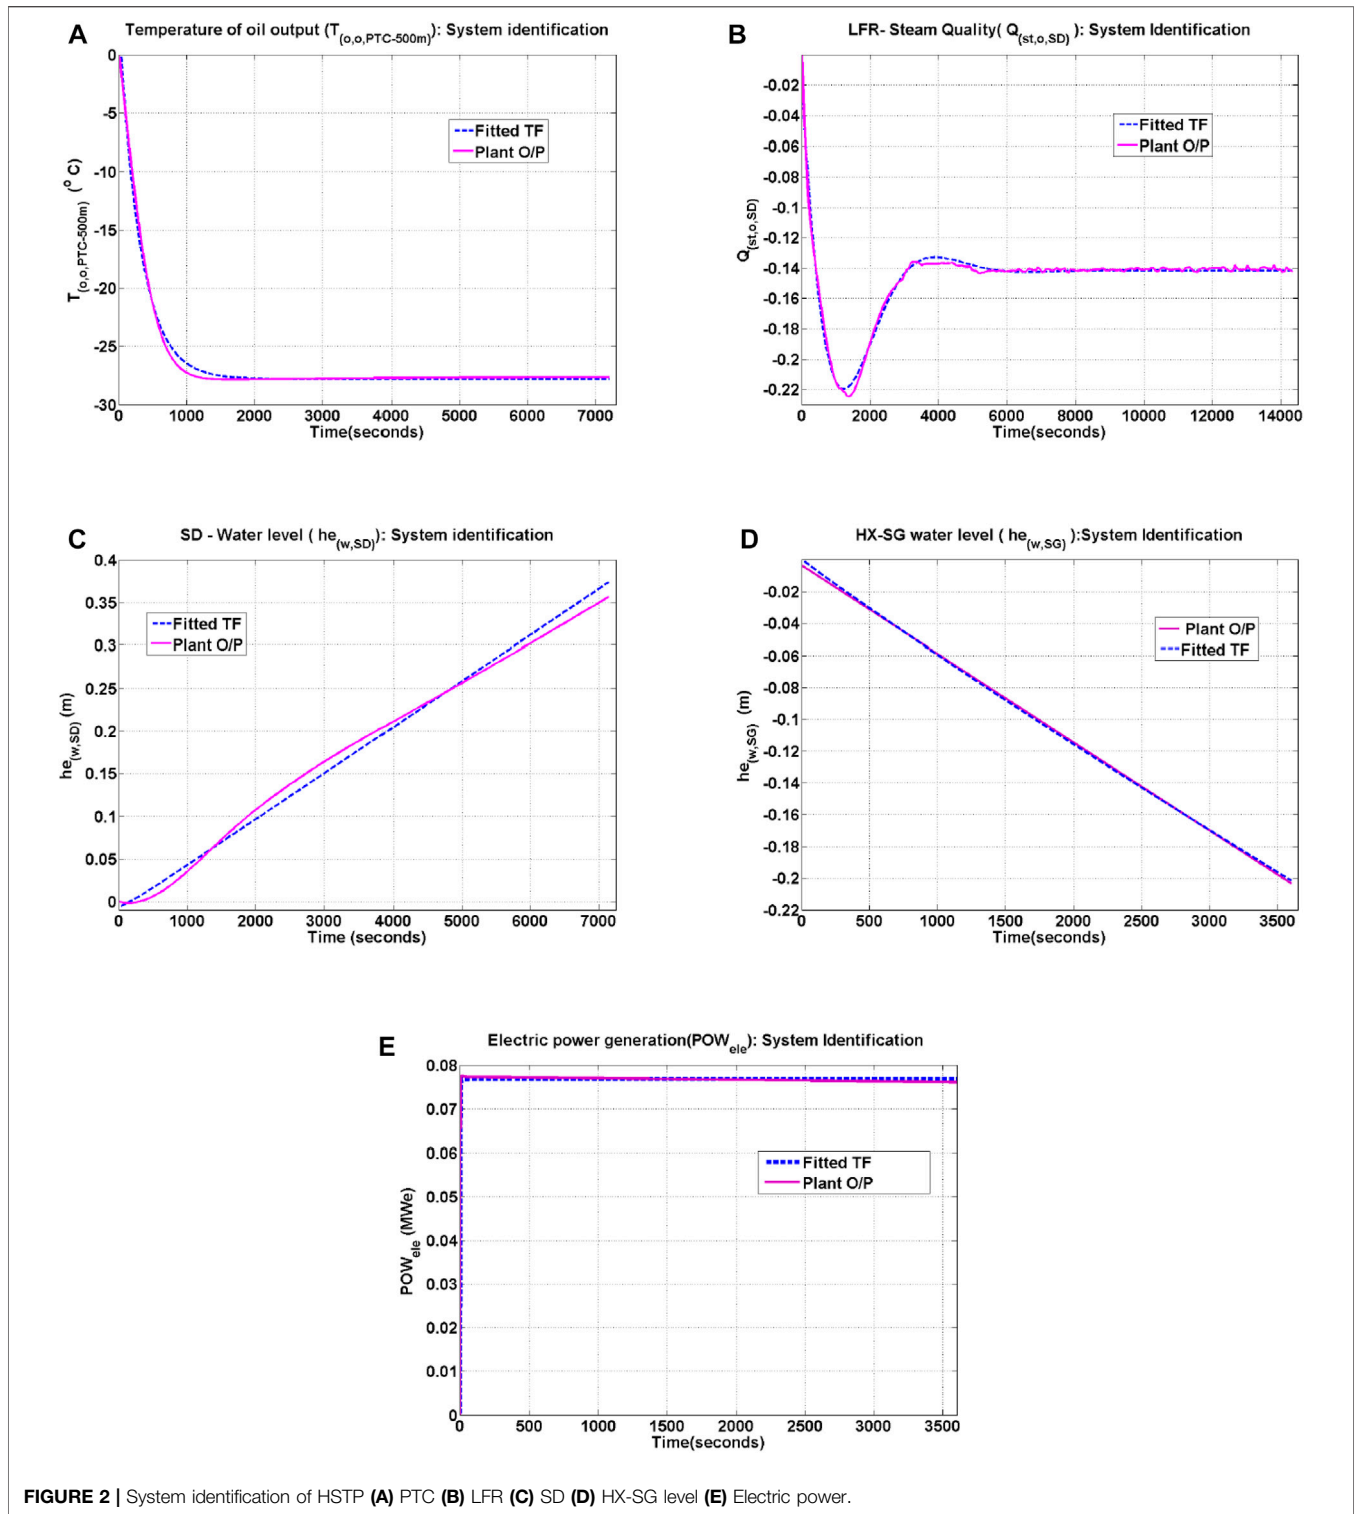 A
Temperature of oil output (T(o,o,PTC-500m)): System identification
0
-5
-10
-15
-20
-25
-30
T(o,o,PTC-500m) (° C)
Fitted TF
Plant O/P
0 1000 2000 3000 4000 5000 6000 7000
Time(seconds)
B
LFR- Steam Quality( Q(st,o,SD) ): System Identification
-0.02
-0.04
-0.06
-0.08
-0.1
-0.12
-0.14
-0.16
-0.18
-0.2
-0.22
Q(st,o,SD)
Fitted TF
Plant O/P
0 2000 4000 6000 8000 10000 12000 14000
Time(seconds)
C
SD - Water level ( he(w,SD)): System identification
0.4
0.35
0.3
0.25
0.2
0.15
0.1
0.05
0
he(w,SD) (m)
Fitted TF
Plant O/P
0 1000 2000 3000 4000 5000 6000 7000
Time (seconds)
D
HX-SG water level ( he(w,SG) ):System Identification
-0.02
-0.04
-0.06
-0.08
-0.1
-0.12
-0.14
-0.16
-0.18
-0.2
-0.22
he(w,SG) (m)
Plant O/P
Fitted TF
0 500 1000 1500 2000 2500 3000 3500
Time(seconds)
E
Electric power generation(POWele): System Identification
0.08
0.07
0.06
0.05
0.04
0.03
0.02
0.01
0
POWele (MWe)
Fitted TF
Plant O/P
0 500 1000 1500 2000 2500 3000 3500
Time(seconds)
FIGURE 2 | System identification of HSTP (A) PTC (B) LFR (C) SD (D) HX-SG level (E) Electric power.